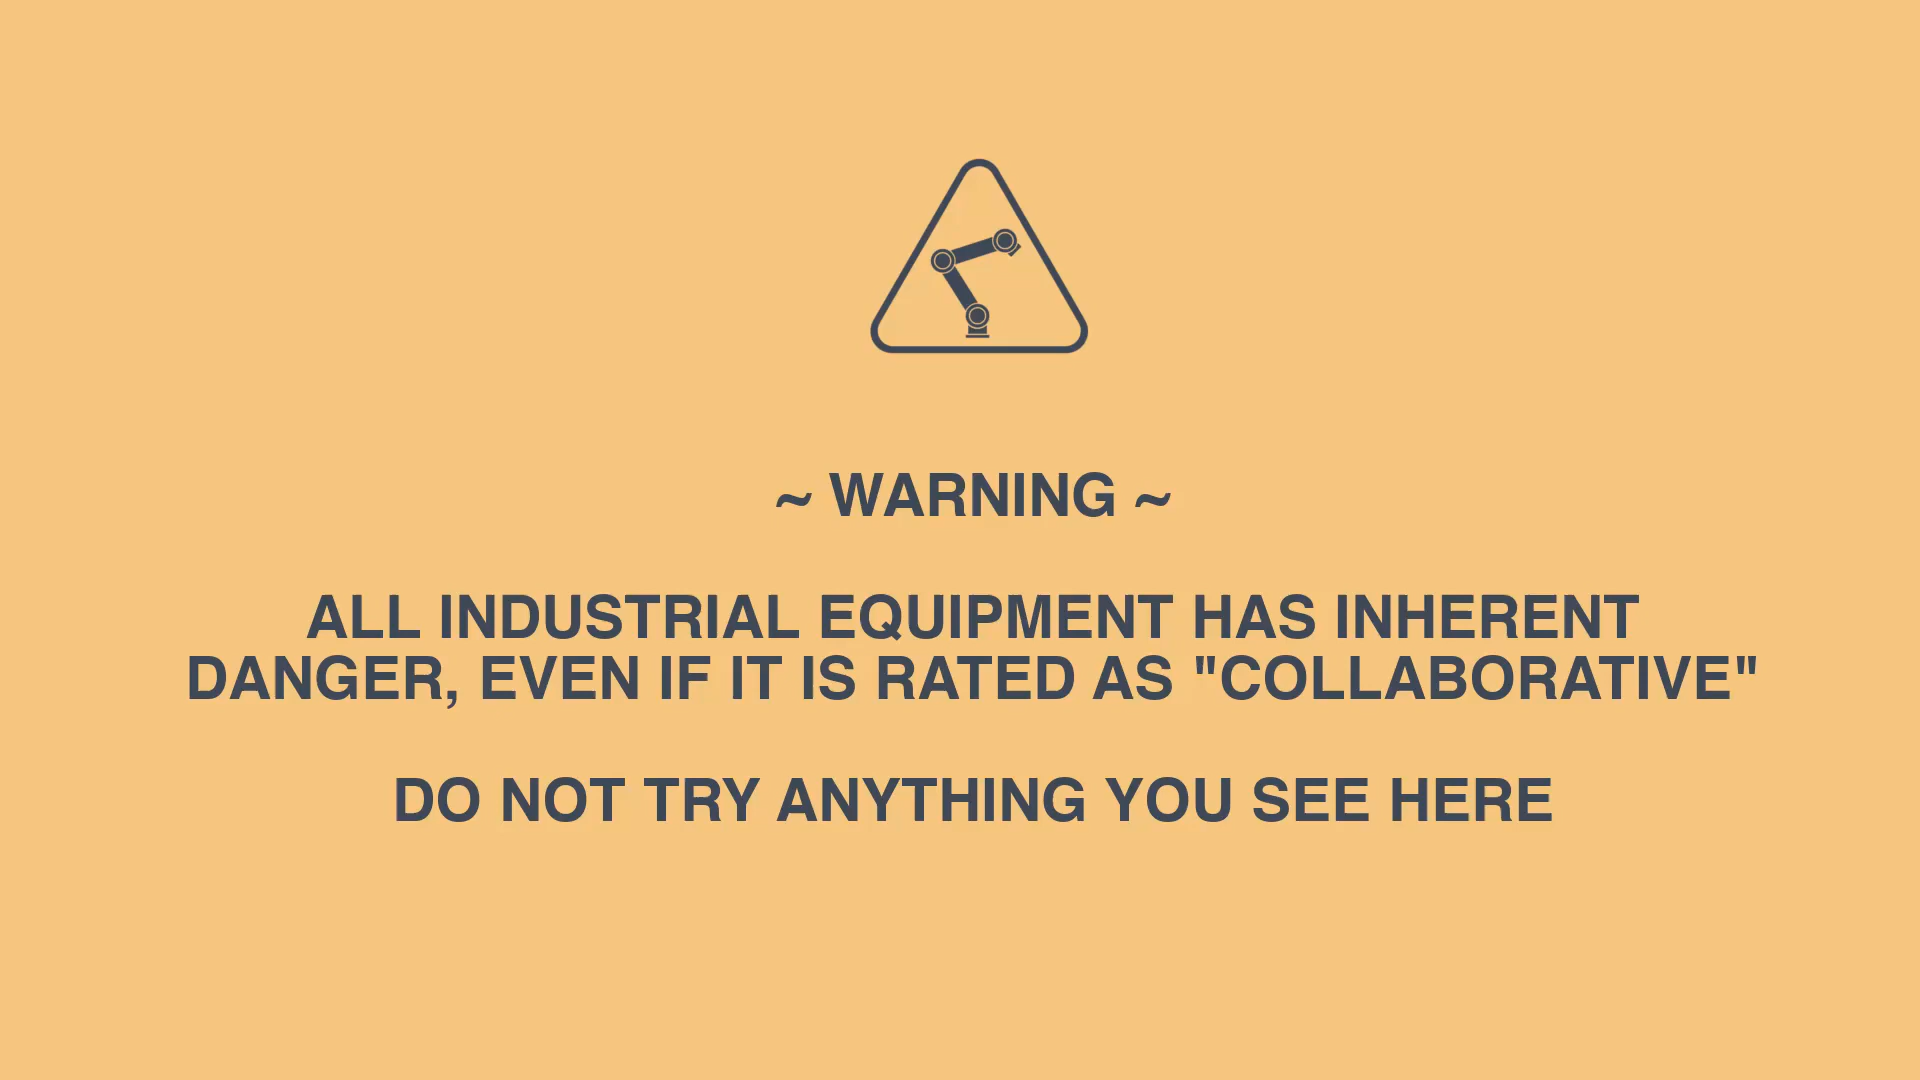 ~ WARNING ~
ALL INDUSTRIAL EQUIPMENT HAS INHERENT
DANGER, EVEN IF IT IS RATED AS "COLLABORATIVE"
DO NOT TRY ANYTHING YOU SEE HERE